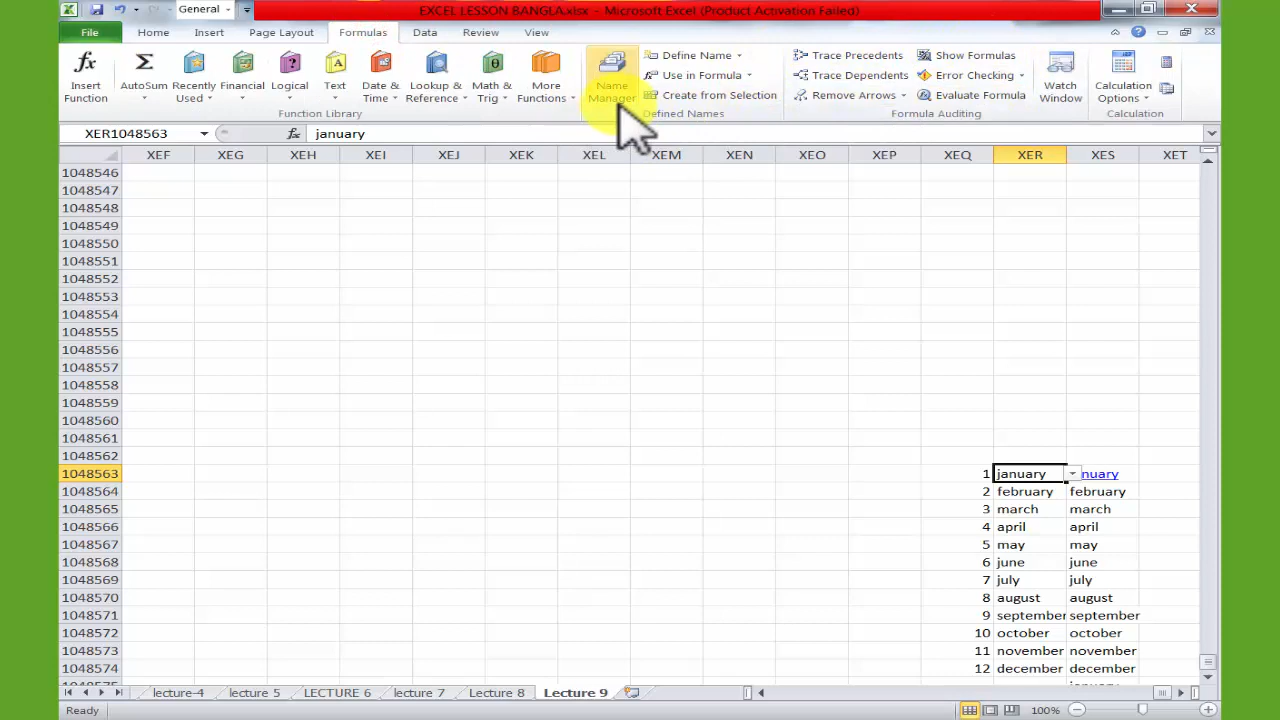 General
EXCEL LESSON BANGLA.xlsx - Microsoft Excel (Product Activation Failed)
File Home Insert Page Layout Formulas Data Review View
Insert Function
AutoSum
Recently Used
Financial
Logical
Text
Date & Time
Lookup & Reference
Math & Trig
More Functions
Name Manager
Define Name
Use in Formula
Create from Selection
Trace Precedents
Trace Dependents
Remove Arrows
Show Formulas
Error Checking
Evaluate Formula
Watch Window
Calculation Options
Function Library Defined Names Formula Auditing Calculation
XER1048563 fx january
XEF XEG XEH XEI XEJ XEK XEL XEM XEN XEO XEP XEQ XER XES XET
1048546
1048547
1048548
1048549
1048550
1048551
1048552
1048553
1048554
1048555
1048556
1048557
1048558
1048559
1048560
1048561
1048562
1048563 1 january nuary
1048564 2 february february
1048565 3 march march
1048566 4 april april
1048567 5 may may
1048568 6 june june
1048569 7 july july
1048570 8 august august
1048571 9 september september
1048572 10 october october
1048573 11 november november
1048574 12 december december
lecture-4 lecture 5 LECTURE 6 lecture 7 Lecture 8 Lecture 9
Ready 100%